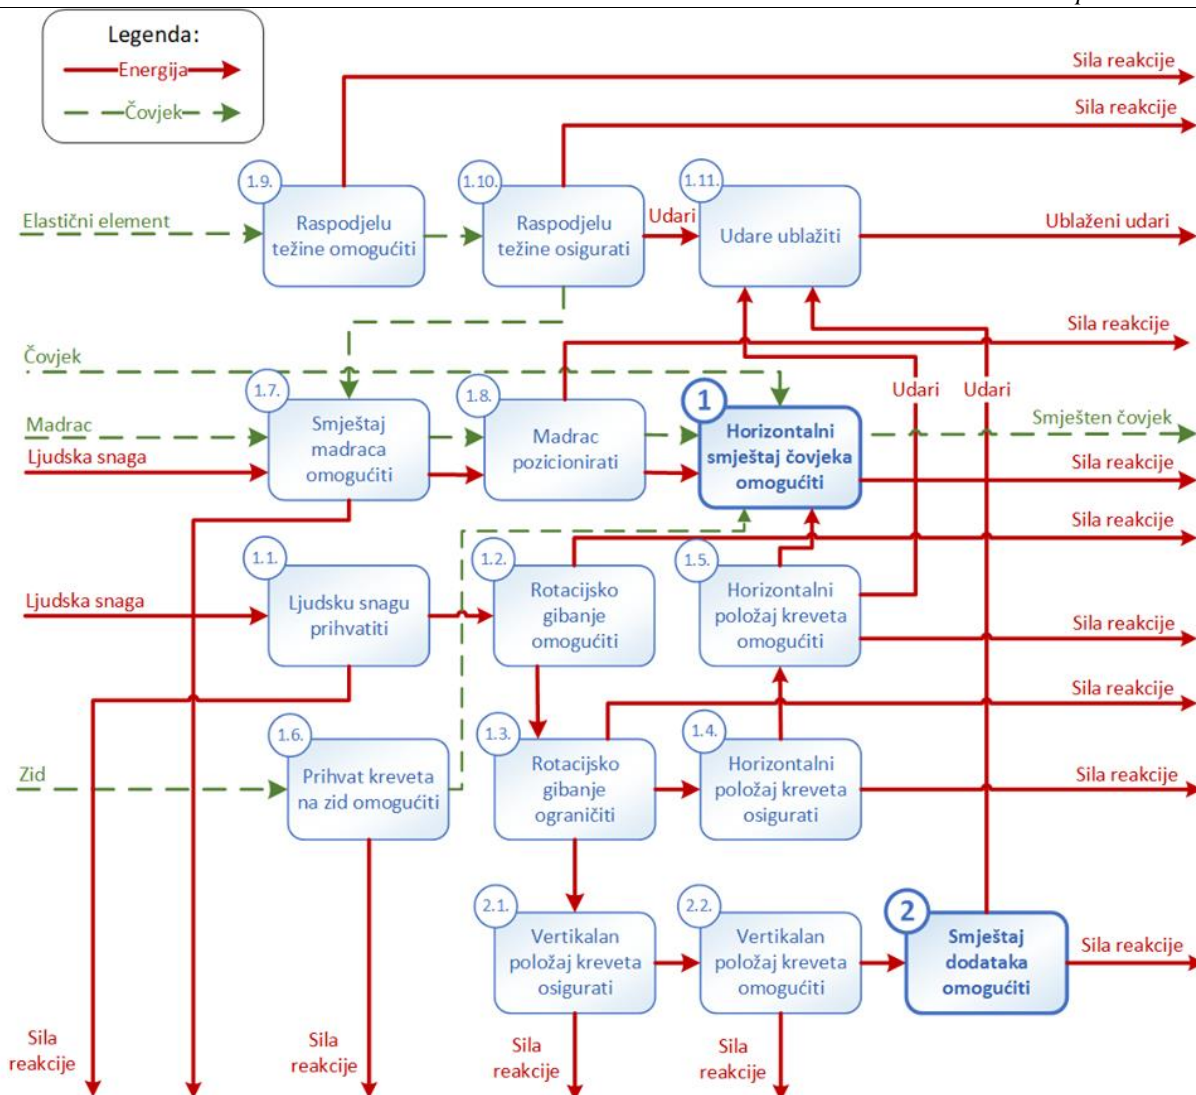 Legenda:
Energija
Čovjek
Sila reakcije
Sila reakcije
1.9.
1.10.
1.11.
Elastični element
Raspodjelu
težine omogućiti
Raspodjelu
težine osigurati
Udari
Udare ublažiti
Ublaženi udari
Sila reakcije
Čovjek
1.7.
1.8.
1
Udari
Udari
Madrac
Ljudska snaga
Smještaj
madraca
omogućiti
Madrac
pozicionirati
Horizontalni
smještaj čovjeka
omogućiti
Smješten čovjek
Sila reakcije
Sila reakcije
1.1.
1.2.
1.5.
Ljudska snaga
Ljudsku snagu
prihvatiti
Rotacijsko
gibanje
omogućiti
Horizontalni
položaj kreveta
omogućiti
Sila reakcije
Sila reakcije
1.6.
1.3.
1.4.
Zid
Prihvat kreveta
na zid omogućiti
Rotacijsko
gibanje
ograničiti
Horizontalni
položaj kreveta
osigurati
Sila reakcije
2.1.
2.2.
2
Vertikalan
položaj kreveta
osigurati
Vertikalan
položaj kreveta
omogućiti
Smještaj
dodataka
omogućiti
Sila reakcije
Sila
reakcije
Sila
reakcije
Sila
reakcije
Sila
reakcije